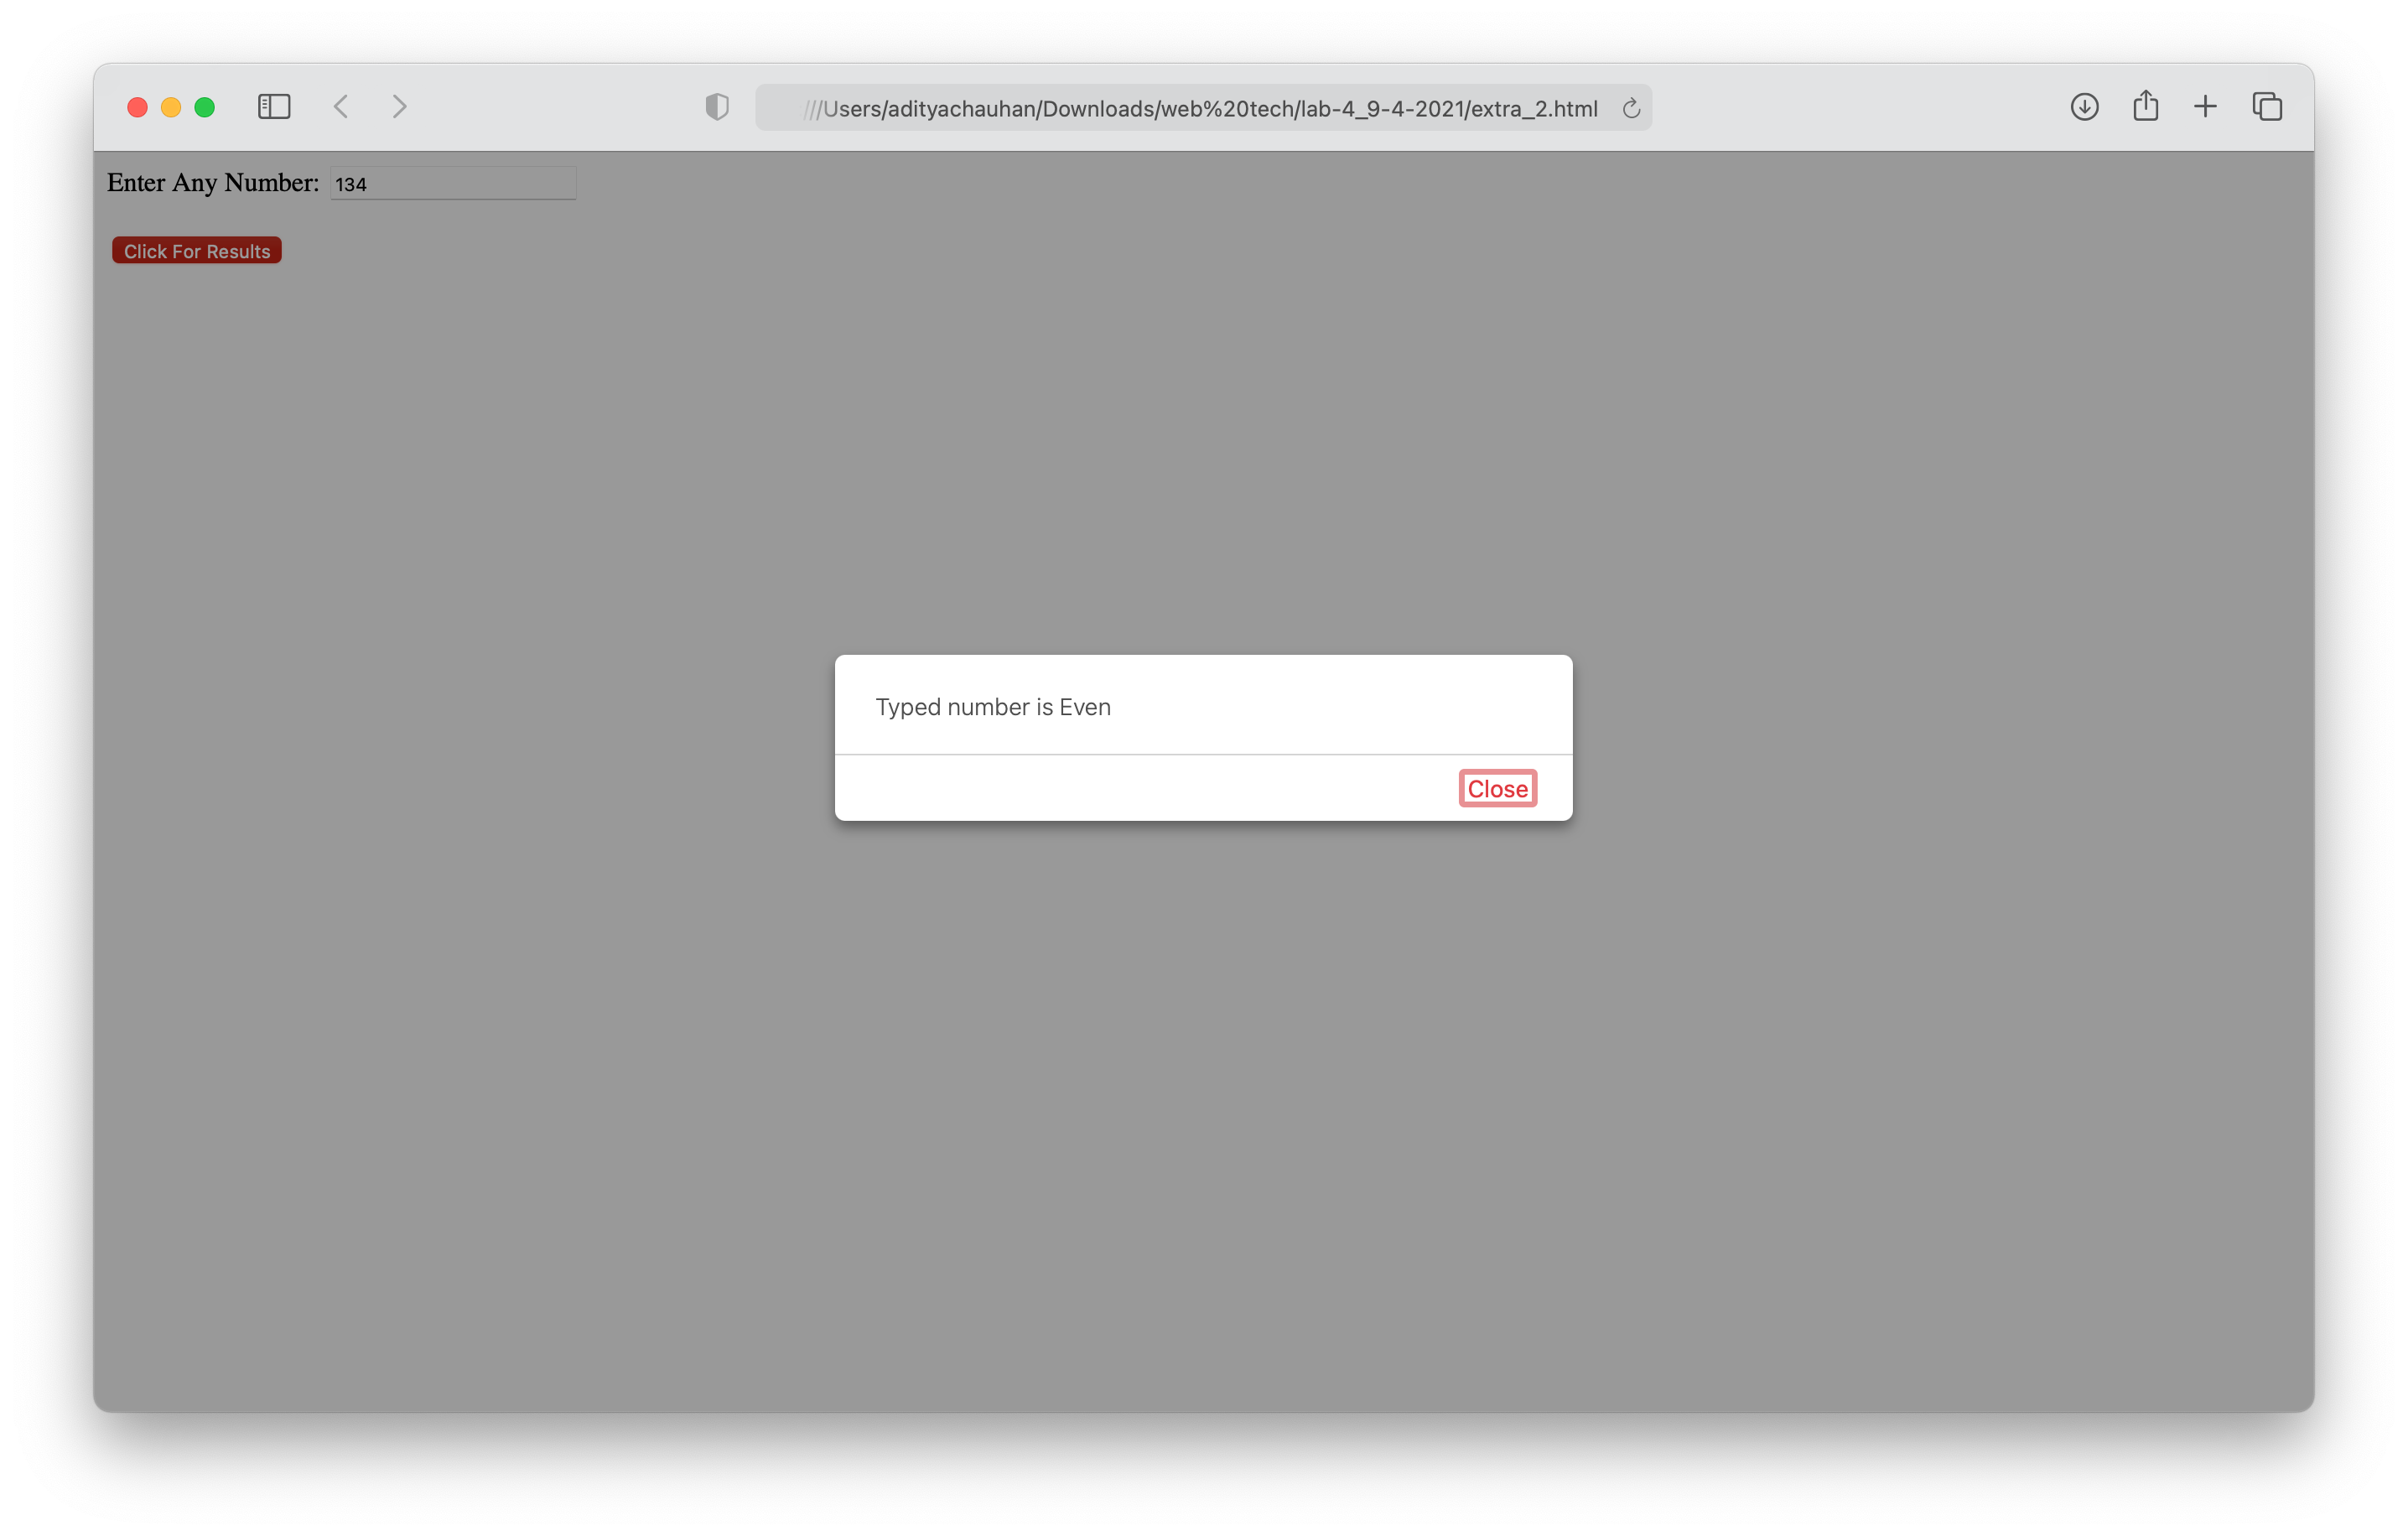 ///Users/adityachauhan/Downloads/web%20tech/lab-4_9-4-2021/extra_2.html
Enter Any Number: 134
Click For Results
Typed number is Even
Close